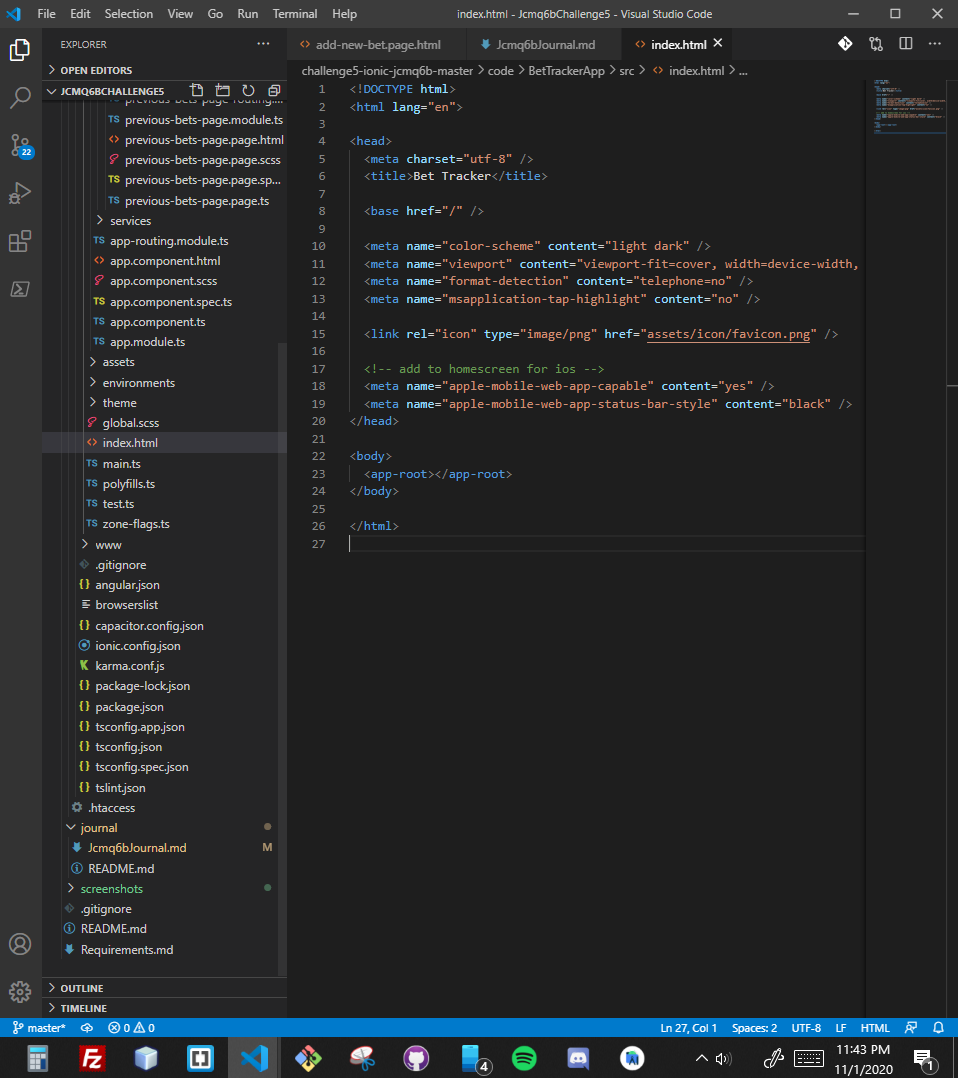 File Edit Selection View Go Run Terminal Help index.html - Jcmq6bChallenge5 - Visual Studio Code
EXPLORER
OPEN EDITORS
JCMQ6BCHALLENGE5
previous-bets-page-routing....
TS previous-bets-page.module.ts
<> previous-bets-page.page.html
previous-bets-page.page.scss
TS previous-bets-page.page.sp...
TS previous-bets-page.page.ts
services
TS app-routing.module.ts
<> app.component.html
app.component.scss
TS app.component.spec.ts
TS app.component.ts
TS app.module.ts
assets
environments
theme
global.scss
<> index.html
TS main.ts
TS polyfills.ts
TS test.ts
TS zone-flags.ts
www
.gitignore
{} angular.json
browserslist
{} capacitor.config.json
ionic.config.json
K karma.conf.js
{} package-lock.json
{} package.json
{} tsconfig.app.json
{} tsconfig.json
{} tsconfig.spec.json
{} tslint.json
.htaccess
journal
Jcmq6bJournal.md M
README.md
screenshots
.gitignore
README.md
Requirements.md
OUTLINE
TIMELINE
22
<> add-new-bet.page.html Jcmq6bJournal.md <> index.html
challenge5-ionic-jcmq6b-master > code > BetTrackerApp > src > <> index.html > ...
1 <!DOCTYPE html>
2 <html lang="en">
3
4 <head>
5 <meta charset="utf-8" />
6 <title>Bet Tracker</title>
7
8 <base href="/" />
9
10 <meta name="color-scheme" content="light dark" />
11 <meta name="viewport" content="viewport-fit=cover, width=device-width,
12 <meta name="format-detection" content="telephone=no" />
13 <meta name="msapplication-tap-highlight" content="no" />
14
15 <link rel="icon" type="image/png" href="assets/icon/favicon.png" />
16
17 <!-- add to homescreen for ios -->
18 <meta name="apple-mobile-web-app-capable" content="yes" />
19 <meta name="apple-mobile-web-app-status-bar-style" content="black" />
20 </head>
21
22 <body>
23 <app-root></app-root>
24 </body>
25
26 </html>
27
master* 0 0 Ln 27, Col 1 Spaces: 2 UTF-8 LF HTML
Fz 4 11:43 PM
11/1/2020 1